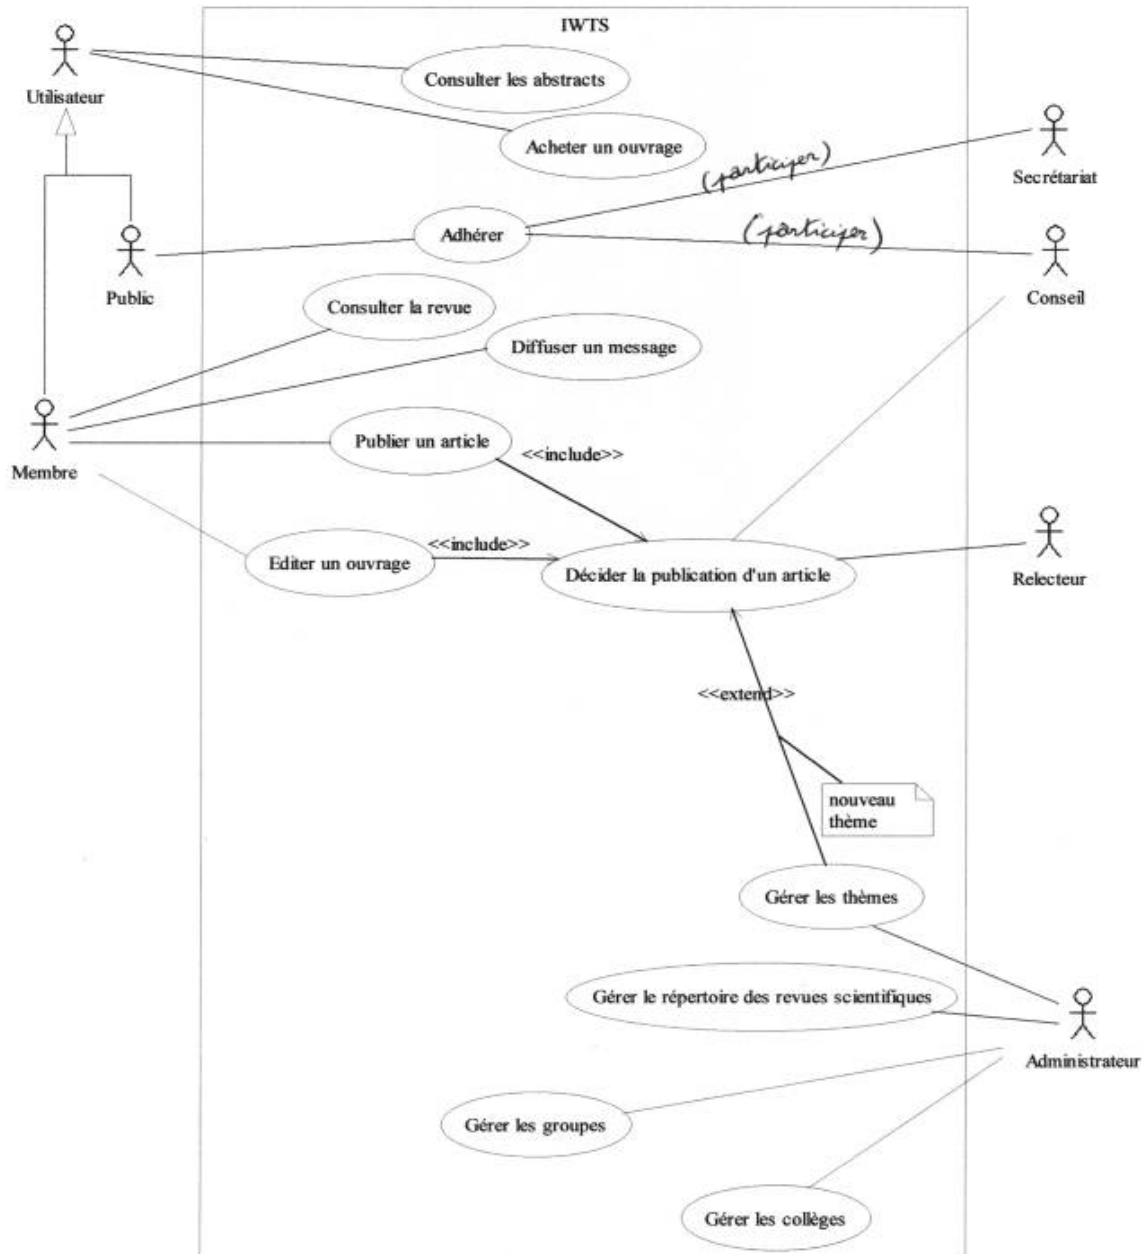 IWTS
Utilisateur
Consulter les abstracts
Acheter un ouvrage
(participer)
Secrétariat
Adhérer
(participer)
Public
Conseil
Consulter la revue
Diffuser un message
Membre
Publier un article
<<include>>
Editer un ouvrage
<<include>>
Décider la publication d'un article
Relecteur
<<extend>>
nouveau
thème
Gérer les thèmes
Gérer le répertoire des revues scientifiques
Administrateur
Gérer les groupes
Gérer les collèges